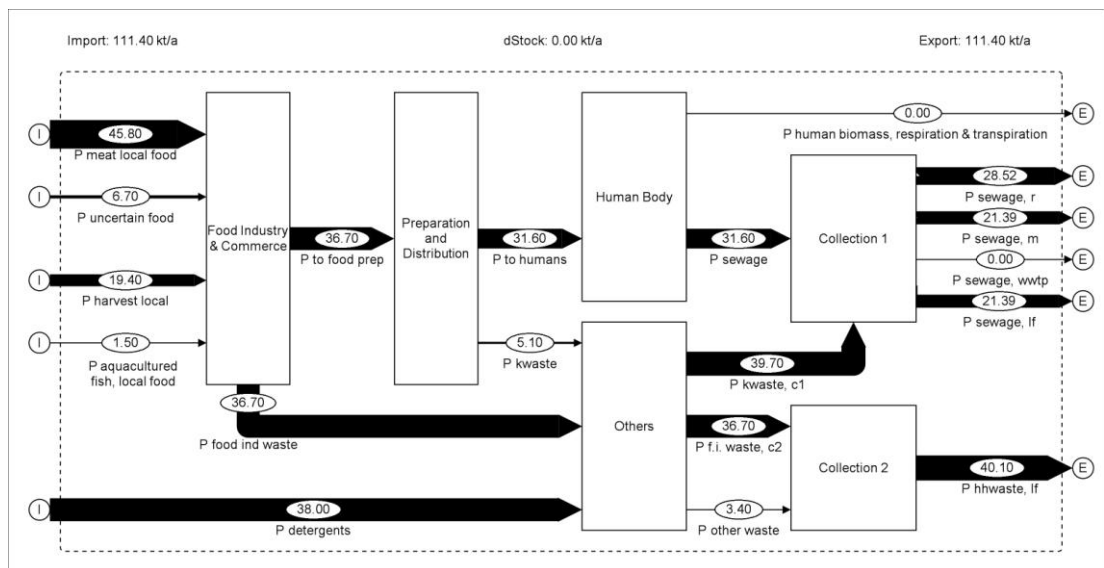 Import: 111.40 kt/a
dStock: 0.00 kt/a
Export: 111.40 kt/a
I
45.80
P meat local food
I
6.70
P uncertain food
I
19.40
P harvest local
I
1.50
P aquacultured
fish, local food
Food Industry
& Commerce
36.70
P to food prep
36.70
P food ind waste
I
38.00
P detergents
Preparation
and
Distribution
31.60
P to humans
5.10
P kwaste
Human Body
0.00
E
P human biomass, respiration & transpiration
31.60
P sewage
Others
39.70
P kwaste, c1
36.70
P f.i. waste, c2
3.40
P other waste
Collection 1
28.52
E
P sewage, r
21.39
E
P sewage, m
0.00
E
P sewage, wwtp
21.39
E
P sewage, lf
Collection 2
40.10
E
P hhwaste, lf